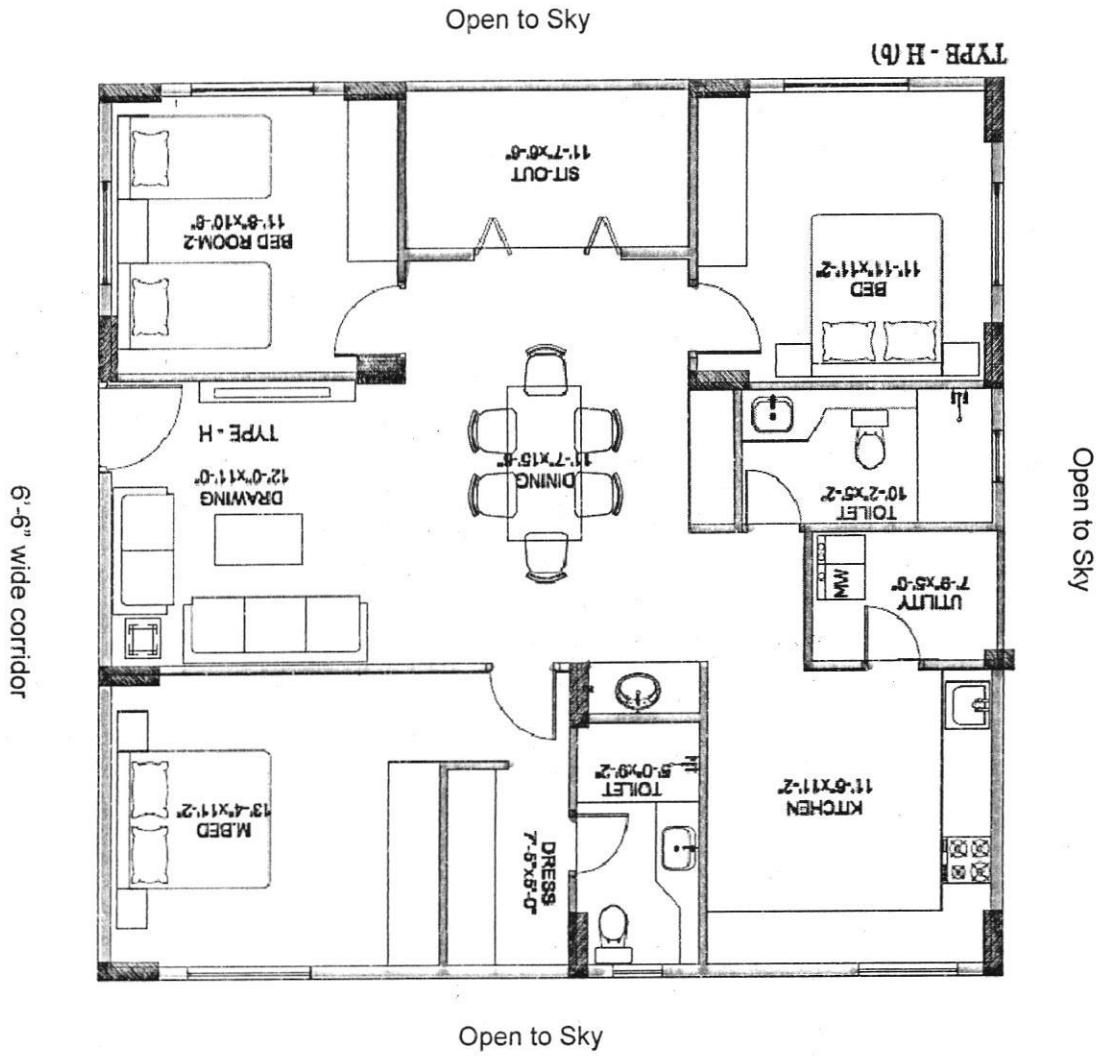 Open to Sky
TYPE - H (b)
SIT-OUT
11'-7"x6'-6"
BED ROOM-2
11'-8"x10'-6"
BED
11'-11"x11'-2"
TYPE - H
DRAWING
12'-0"x11'-0"
DINING
11'-7"x15'-6"
TOILET
10'-2"x5'-2"
MW
UTILITY
7'-9"x5'-0"
6'-6" wide corridor
Open to Sky
M.BED
13'-4"x11'-2"
DRESS
7'-5"x5'-0"
TOILET
5'-0"x9'-2"
KITCHEN
11'-6"x11'-2"
Open to Sky